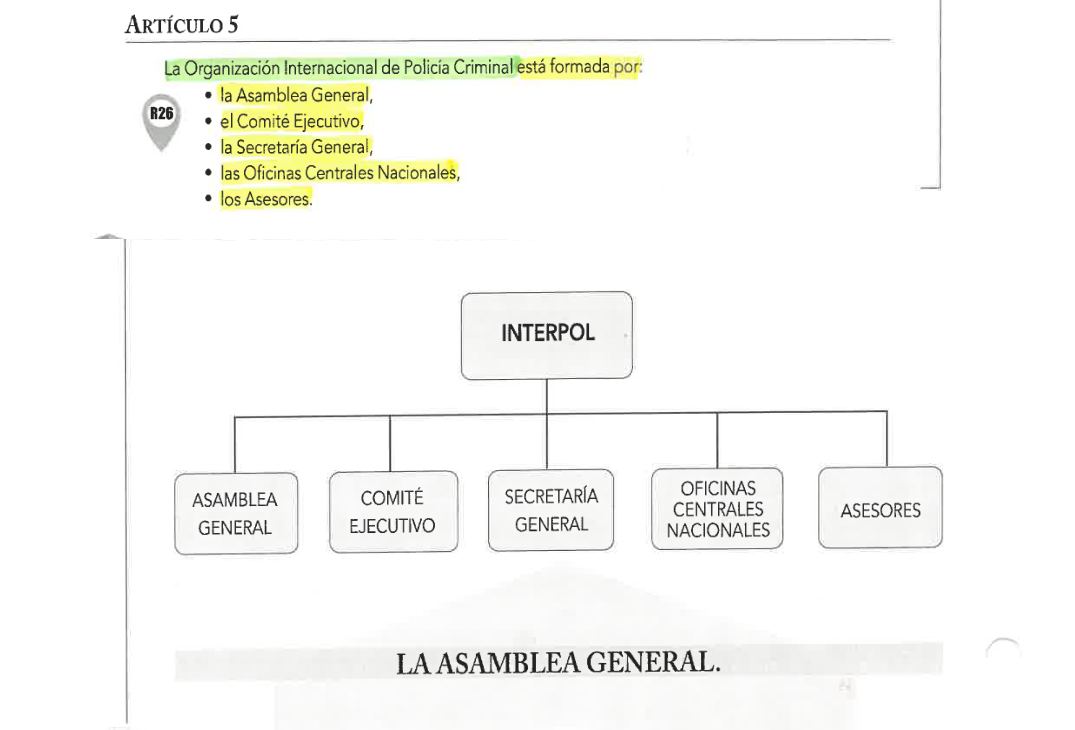 ARTÍCULO 5
La Organización Internacional de Policía Criminal está formada por:
R26
• la Asamblea General,
• el Comité Ejecutivo,
• la Secretaría General,
• las Oficinas Centrales Nacionales,
• los Asesores.
INTERPOL
ASAMBLEA
GENERAL
COMITÉ
EJECUTIVO
SECRETARÍA
GENERAL
OFICINAS
CENTRALES
NACIONALES
ASESORES
LA ASAMBLEA GENERAL.